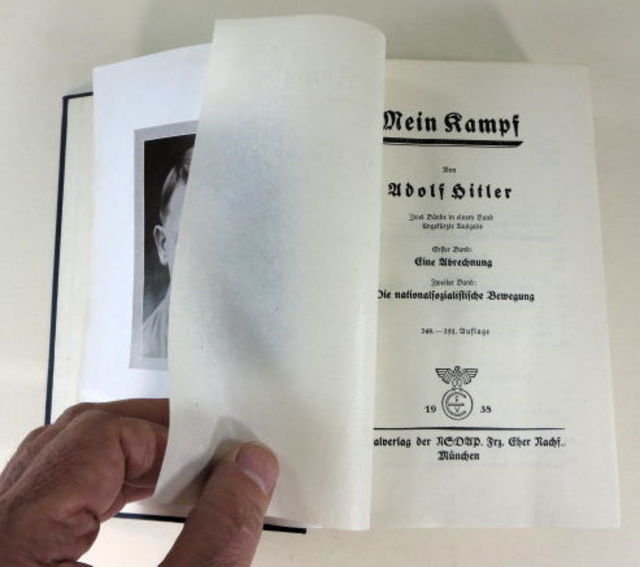 Mein Kampf
Von
Adolf Hitler
Zwei Bände in einem Band
Ungekürzte Ausgabe
Erster Band:
Eine Abrechnung
Zweiter Band:
Die nationalsozialistische Bewegung
Auflage
19 38
alverlag der NSDAP. Frz. Eher Nachf.
München